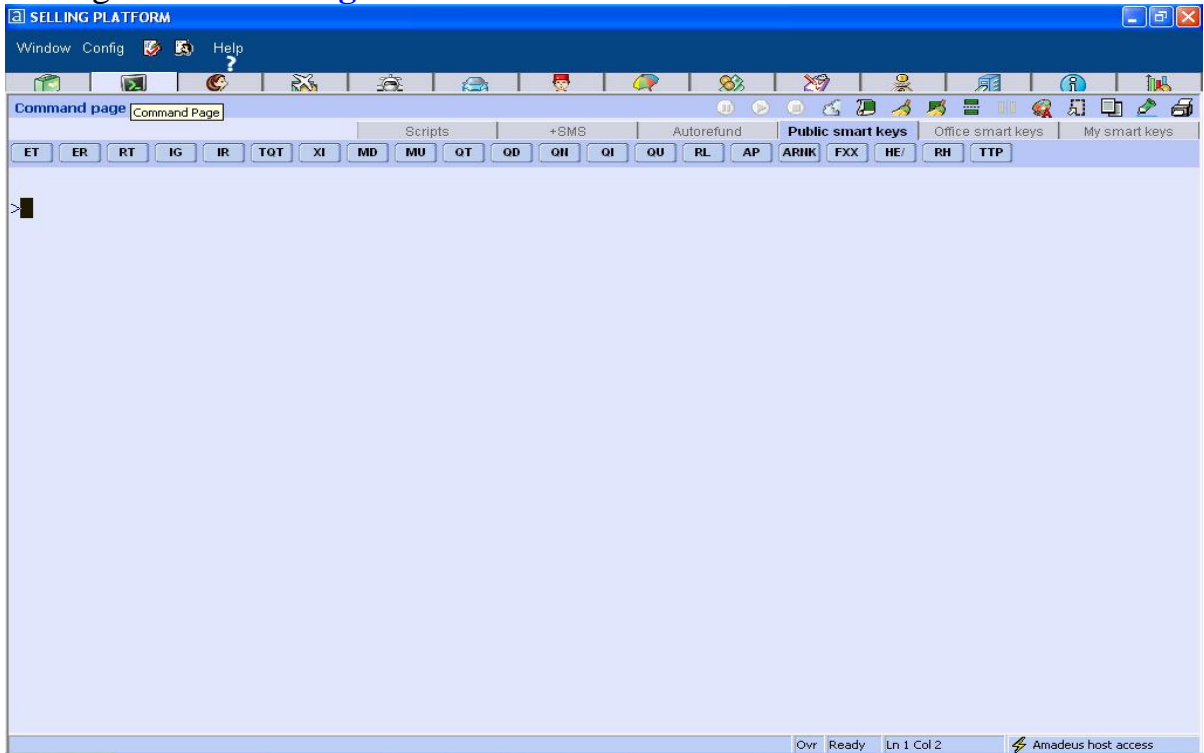 SELLING PLATFORM
Window Config Help
?
Command page Command Page
Scripts +SMS Autorefund Public smart keys Office smart keys My smart keys
ET ER RT IG IR TQT XI MD MU QT QD QN QI QU RL AP ARNK FXX HE/ RH TTP
>
Ovr Ready Ln 1 Col 2 Amadeus host access